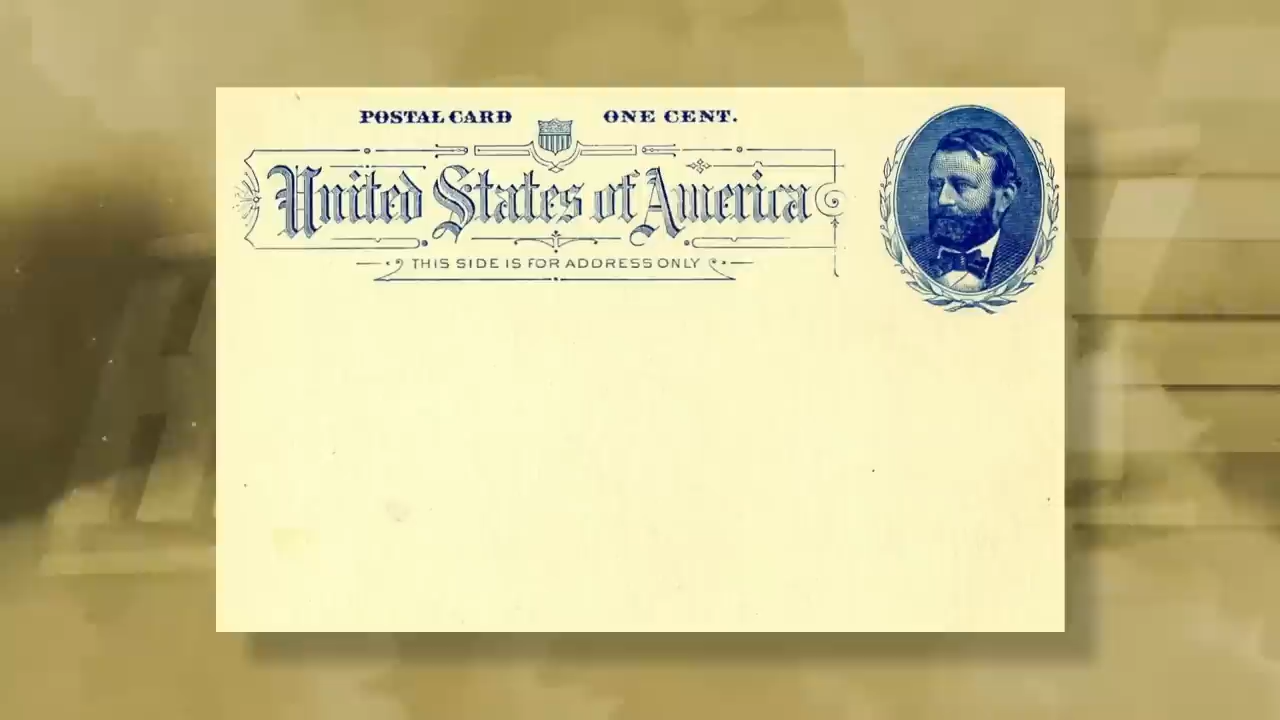 POSTAL CARD ONE CENT.
United States of America
THIS SIDE IS FOR ADDRESS ONLY